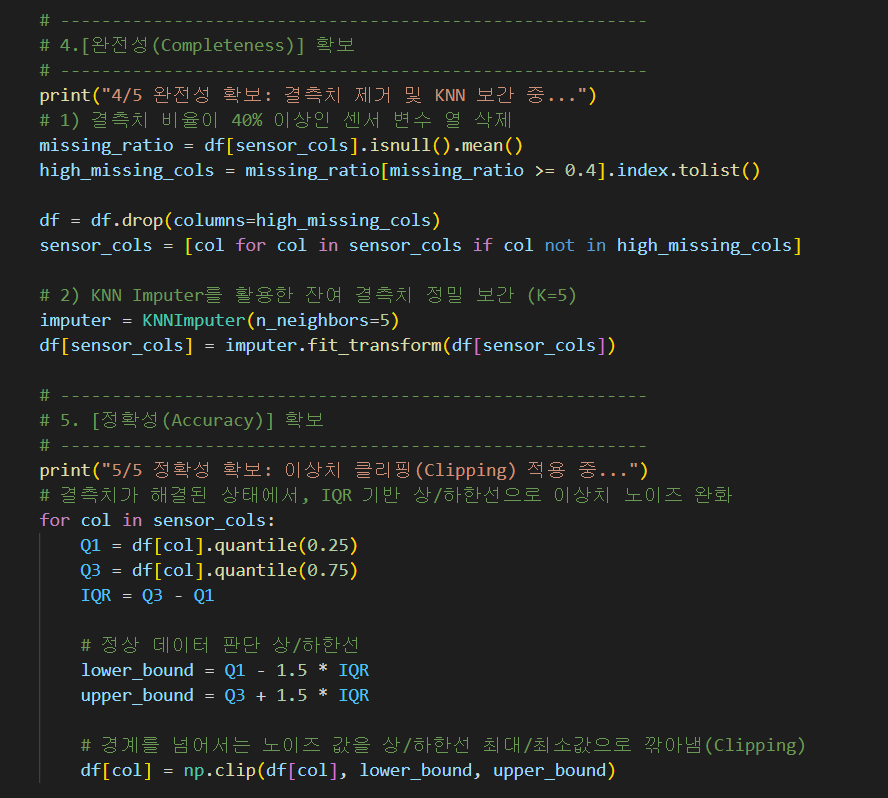 # ---------------------------------------------------------
# 4.[완전성(Completeness)] 확보
# ---------------------------------------------------------
print("4/5 완전성 확보: 결측치 제거 및 KNN 보간 중...")
# 1) 결측치 비율이 40% 이상인 센서 변수 열 삭제
missing_ratio = df[sensor_cols].isnull().mean()
high_missing_cols = missing_ratio[missing_ratio >= 0.4].index.tolist()

df = df.drop(columns=high_missing_cols)
sensor_cols = [col for col in sensor_cols if col not in high_missing_cols]

# 2) KNN Imputer를 활용한 잔여 결측치 정밀 보간 (K=5)
imputer = KNNImputer(n_neighbors=5)
df[sensor_cols] = imputer.fit_transform(df[sensor_cols])

# ---------------------------------------------------------
# 5. [정확성(Accuracy)] 확보
# ---------------------------------------------------------
print("5/5 정확성 확보: 이상치 클리핑(Clipping) 적용 중...")
# 결측치가 해결된 상태에서, IQR 기반 상/하한선으로 이상치 노이즈 완화
for col in sensor_cols:
    Q1 = df[col].quantile(0.25)
    Q3 = df[col].quantile(0.75)
    IQR = Q3 - Q1

    # 정상 데이터 판단 상/하한선
    lower_bound = Q1 - 1.5 * IQR
    upper_bound = Q3 + 1.5 * IQR

    # 경계를 넘어서는 노이즈 값을 상/하한선 최대/최소값으로 깎아냄(Clipping)
    df[col] = np.clip(df[col], lower_bound, upper_bound)